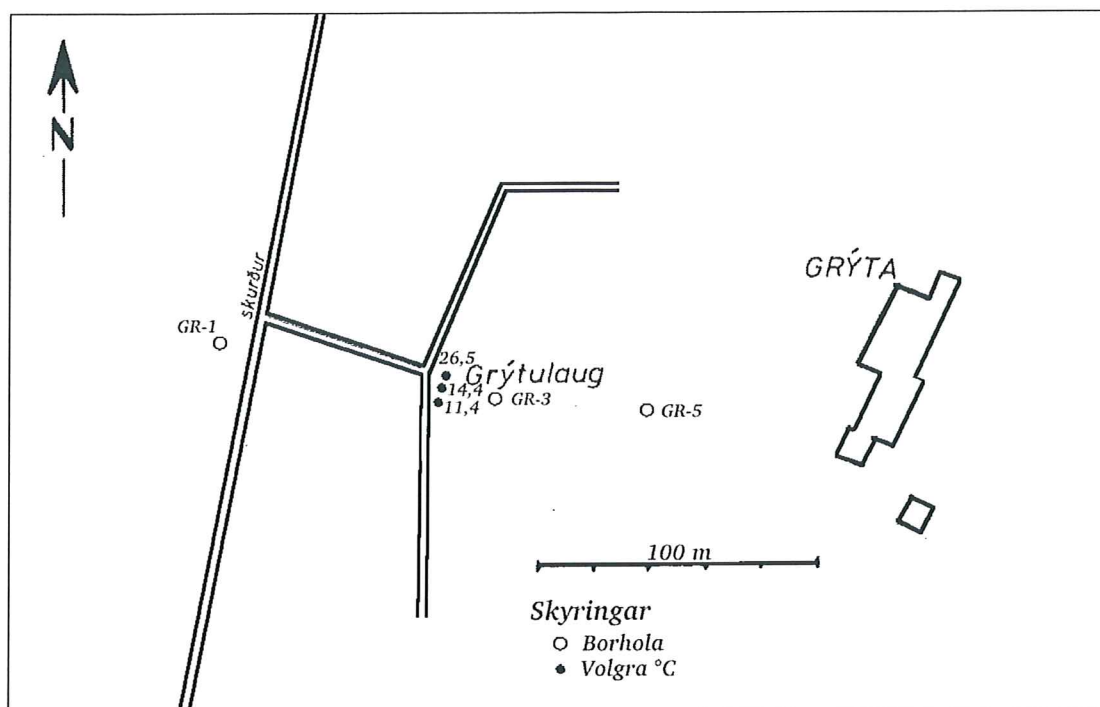 N
skurður
GRÝTA
GR-1
26,5
Grýtulaug
14,4
GR-3
11,4
GR-5
100 m
Skyringar
Borhola
Volgra °C